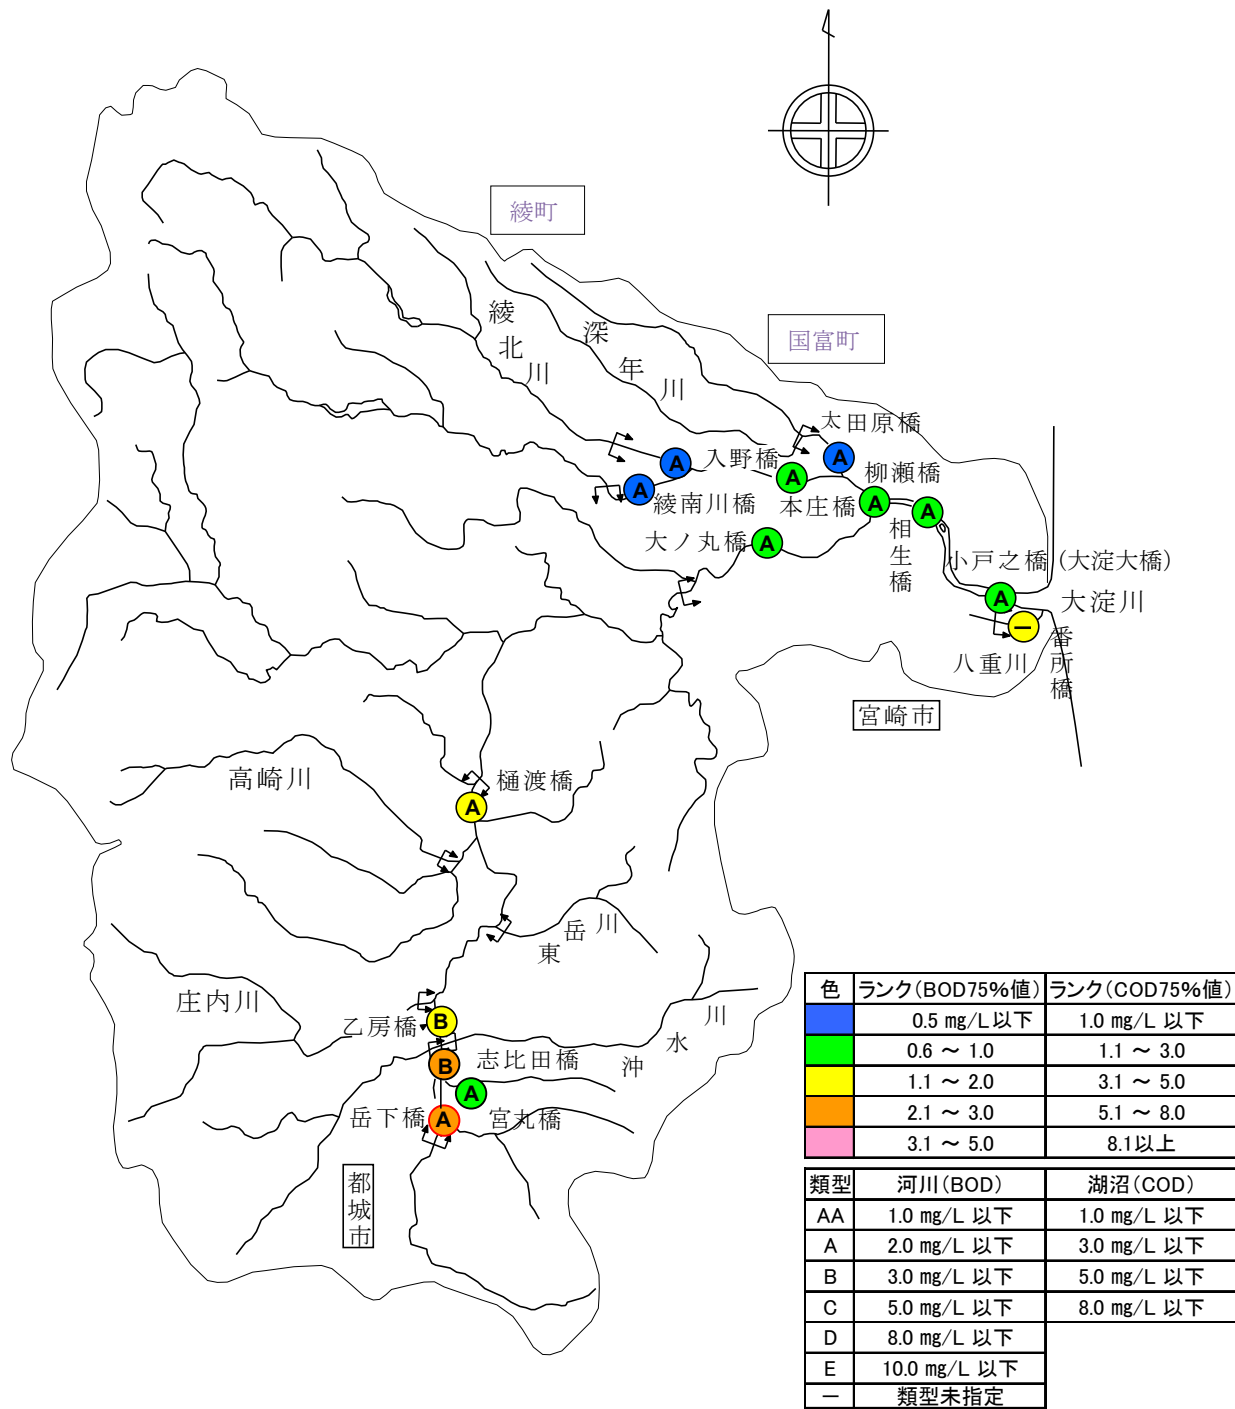 綾町
国富町
綾北川
深年川
太田原橋
A
入野橋
A
柳瀬橋
A
綾南川橋
A
本庄橋
A
A
相生橋
大ノ丸橋
A
小戸之橋(大淀大橋)
A
大淀川
ー
番所橋
八重川
宮崎市
高崎川
樋渡橋
A
東岳川
庄内川
乙房橋
B
沖水川
志比田橋
B
A
岳下橋
A
宮丸橋
都城市
色 ランク(BOD75%値) ランク(COD75%値)
0.5 mg/L以下 1.0 mg/L 以下
0.6 ~ 1.0 1.1 ~ 3.0
1.1 ~ 2.0 3.1 ~ 5.0
2.1 ~ 3.0 5.1 ~ 8.0
3.1 ~ 5.0 8.1以上
類型 河川(BOD) 湖沼(COD)
AA 1.0 mg/L 以下 1.0 mg/L 以下
A 2.0 mg/L 以下 3.0 mg/L 以下
B 3.0 mg/L 以下 5.0 mg/L 以下
C 5.0 mg/L 以下 8.0 mg/L 以下
D 8.0 mg/L 以下
E 10.0 mg/L 以下
ー 類型未指定